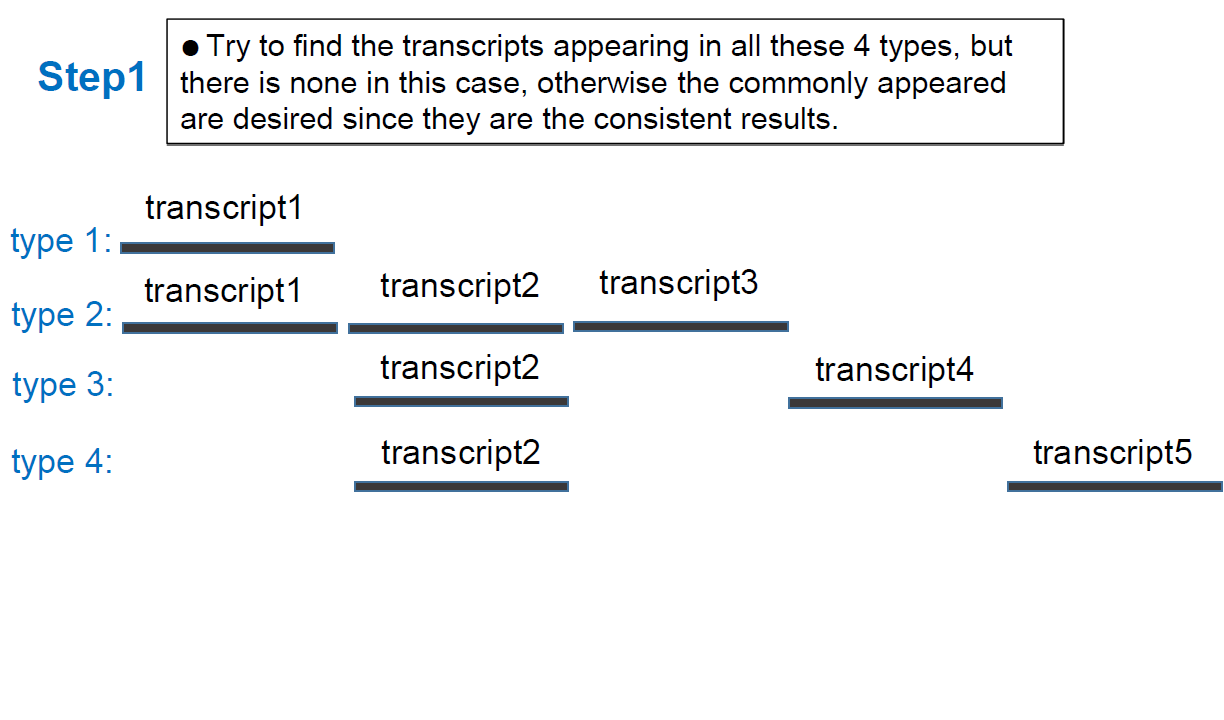 Step1
● Try to find the transcripts appearing in all these 4 types, but
there is none in this case, otherwise the commonly appeared
are desired since they are the consistent results.
transcript1
type 1:
transcript1 transcript2 transcript3
type 2:
transcript2 transcript4
type 3:
transcript2 transcript5
type 4: